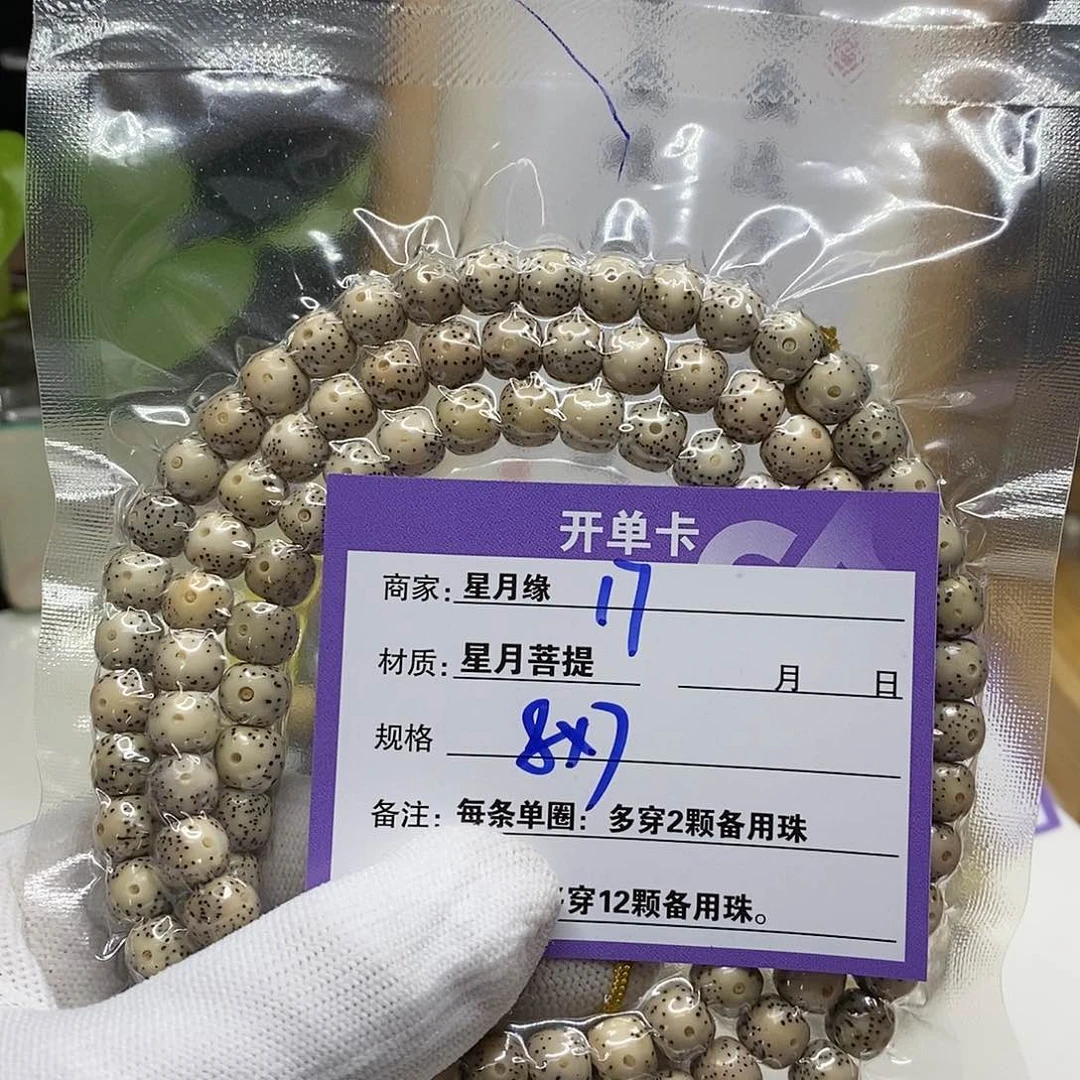 开单卡
商家：星月缘 17
材质：星月菩提 月 日
规格 8x7
备注：每条单圈：多穿2颗备用珠
穿12颗备用珠。